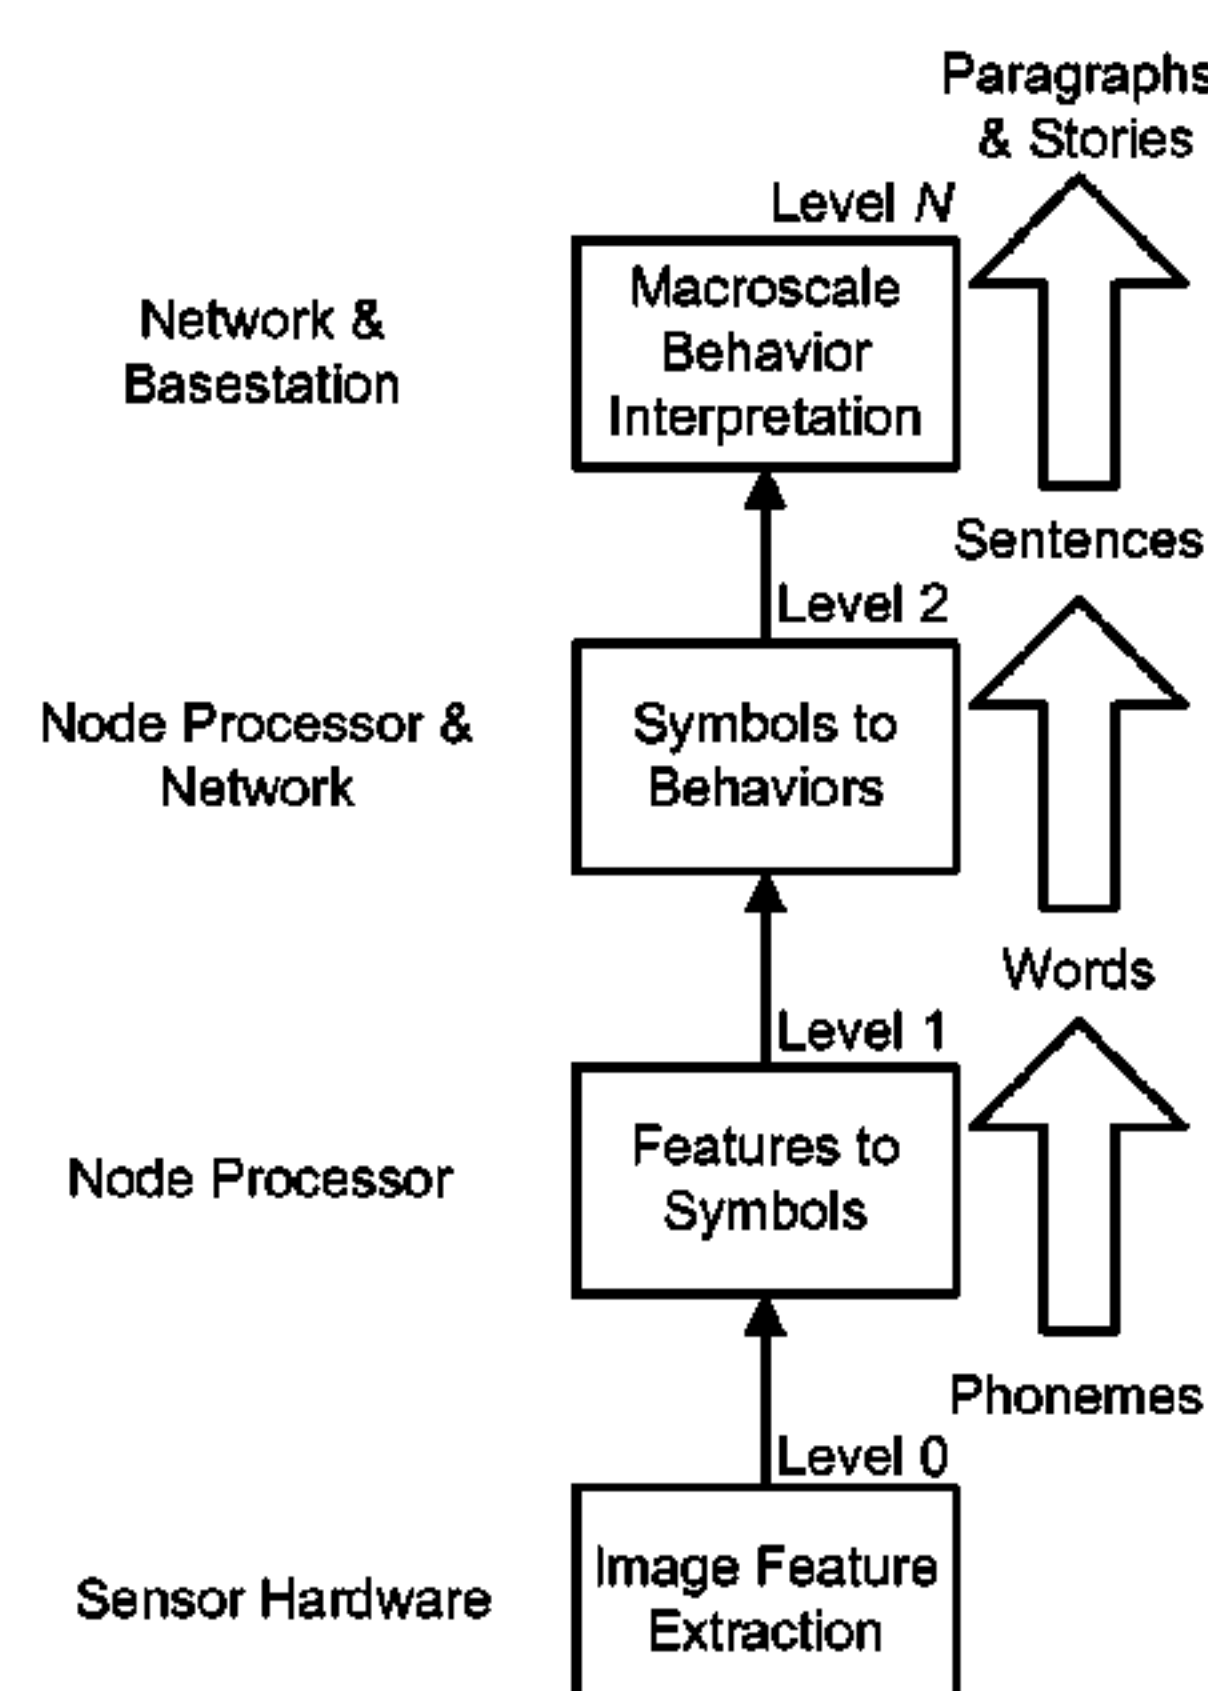 Paragraphs
& Stories
Level N
Network &
Basestation
Macroscale
Behavior
Interpretation
Sentences
Level 2
Node Processor &
Network
Symbols to
Behaviors
Words
Level 1
Node Processor
Features to
Symbols
Phonemes
Level 0
Sensor Hardware
Image Feature
Extraction